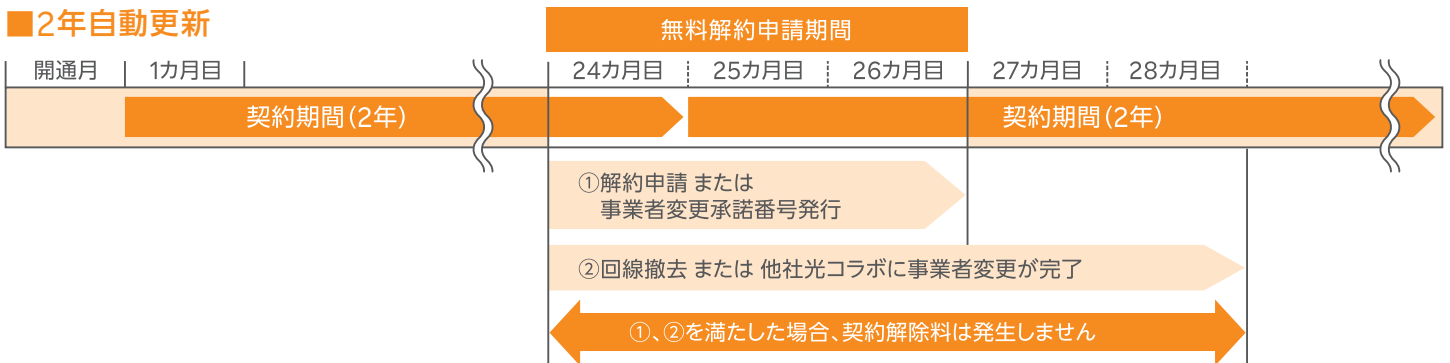 ■2年自動更新
無料解約申請期間
開通月 1カ月目 24カ月目 25カ月目 26カ月目 27カ月目 28カ月目
契約期間(2年) 契約期間(2年)
①解約申請 または
事業者変更承諾番号発行
②回線撤去 または 他社光コラボに事業者変更が完了
①、②を満たした場合、契約解除料は発生しません